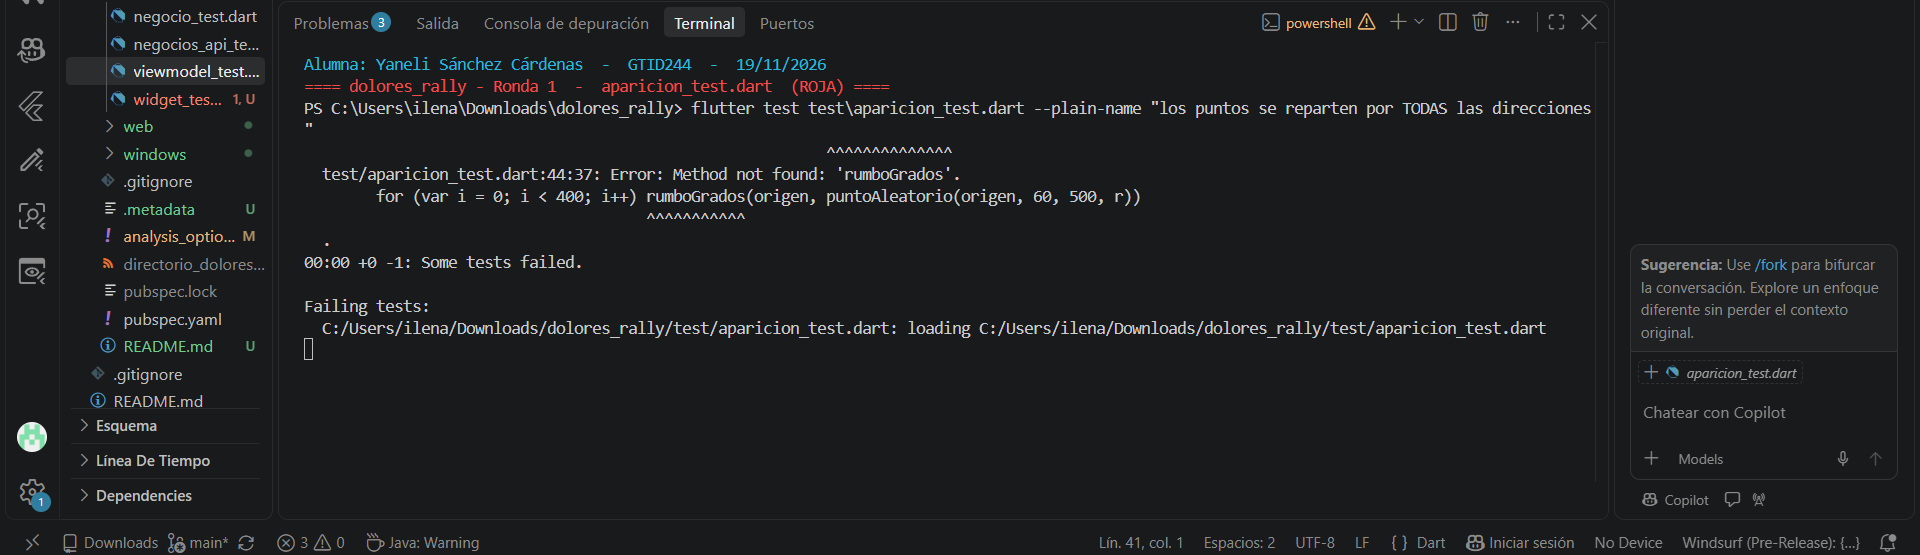 negocio_test.dart
negocios_api_te...
viewmodel_test....
widget_tes... 1, U
web
windows
.gitignore
.metadata U
analysis_optio... M
directorio_dolores...
pubspec.lock
pubspec.yaml
README.md U
.gitignore
README.md
Esquema
Línea De Tiempo
Dependencies
1
Problemas 3 Salida Consola de depuración Terminal Puertos
powershell
Alumna: Yaneli Sánchez Cárdenas - GTID244 - 19/11/2026
==== dolores_rally - Ronda 1 - aparicion_test.dart (ROJA) ====
PS C:\Users\ilena\Downloads\dolores_rally> flutter test test\aparicion_test.dart --plain-name "los puntos se reparten por TODAS las direcciones
"
^^^^^^^^^^^^^^
test/aparicion_test.dart:44:37: Error: Method not found: 'rumboGrados'.
for (var i = 0; i < 400; i++) rumboGrados(origen, puntoAleatorio(origen, 60, 500, r))
^^^^^^^^^^^
.
00:00 +0 -1: Some tests failed.
Failing tests:
C:/Users/ilena/Downloads/dolores_rally/test/aparicion_test.dart: loading C:/Users/ilena/Downloads/dolores_rally/test/aparicion_test.dart
Sugerencia: Use /fork para bifurcar
la conversación. Explore un enfoque
diferente sin perder el contexto
original.
aparicion_test.dart
Chatear con Copilot
Models
Copilot
Downloads main* 3 0 Java: Warning Lín. 41, col. 1 Espacios: 2 UTF-8 LF { } Dart Iniciar sesión No Device Windsurf (Pre-Release): {...}